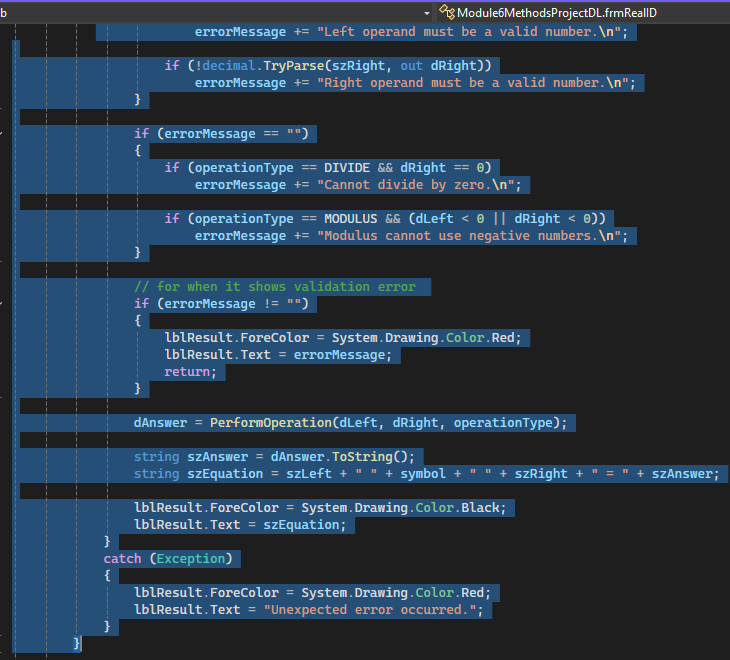 b
Module6MethodsProjectDL.frmRealID
errorMessage += "Left operand must be a valid number.\n";
if (!decimal.TryParse(szRight, out dRight))
errorMessage += "Right operand must be a valid number.\n";
}
if (errorMessage == "")
{
if (operationType == DIVIDE && dRight == 0)
errorMessage += "Cannot divide by zero.\n";
if (operationType == MODULUS && (dLeft < 0 || dRight < 0))
errorMessage += "Modulus cannot use negative numbers.\n";
}
// for when it shows validation error
if (errorMessage != "")
{
lblResult.ForeColor = System.Drawing.Color.Red;
lblResult.Text = errorMessage;
return;
}
dAnswer = PerformOperation(dLeft, dRight, operationType);
string szAnswer = dAnswer.ToString();
string szEquation = szLeft + " " + symbol + " " + szRight + " = " + szAnswer;
lblResult.ForeColor = System.Drawing.Color.Black;
lblResult.Text = szEquation;
}
catch (Exception)
{
lblResult.ForeColor = System.Drawing.Color.Red;
lblResult.Text = "Unexpected error occurred.";
}
}